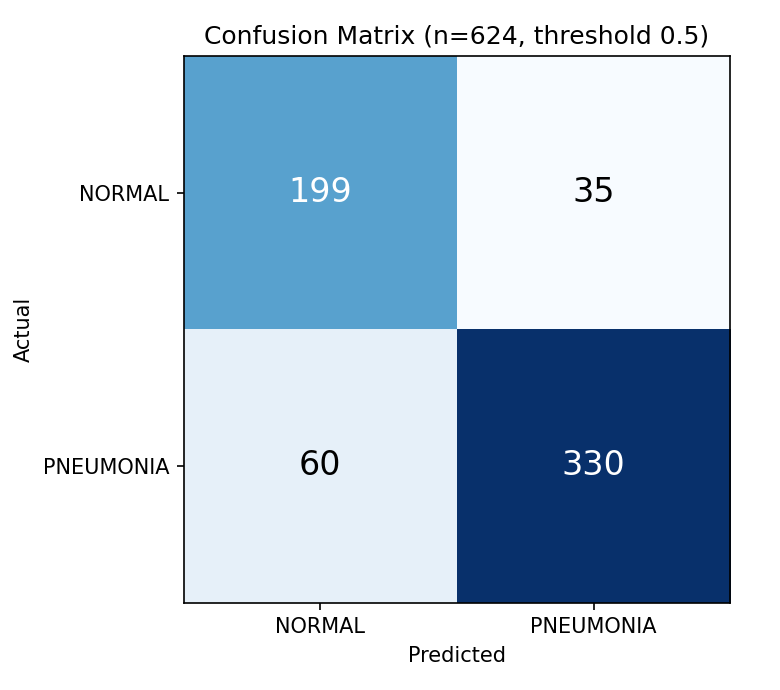 Confusion Matrix (n=624, threshold 0.5)
NORMAL
199
35
Actual
PNEUMONIA
60
330
NORMAL
PNEUMONIA
Predicted